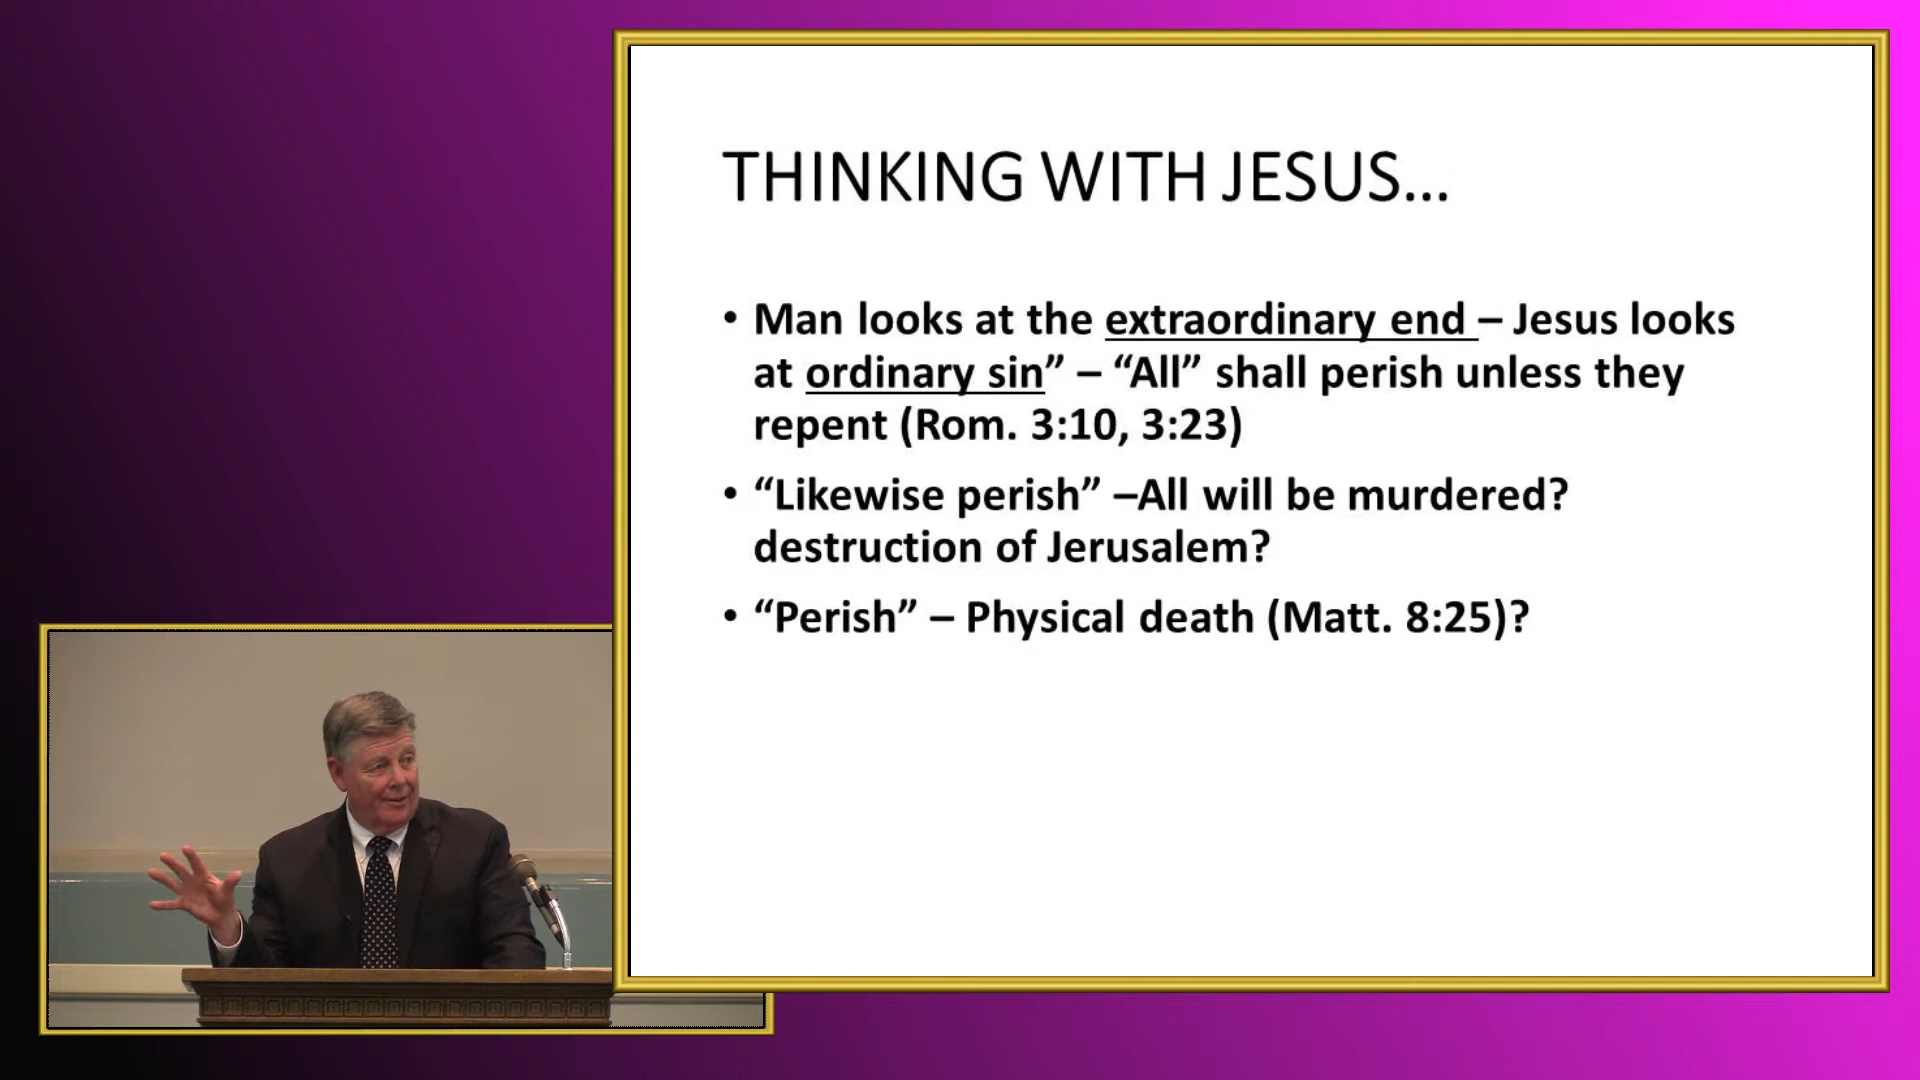 THINKING WITH JESUS...
• Man looks at the extraordinary end – Jesus looks
at ordinary sin” – “All” shall perish unless they
repent (Rom. 3:10, 3:23)
• “Likewise perish” –All will be murdered?
destruction of Jerusalem?
• “Perish” – Physical death (Matt. 8:25)?